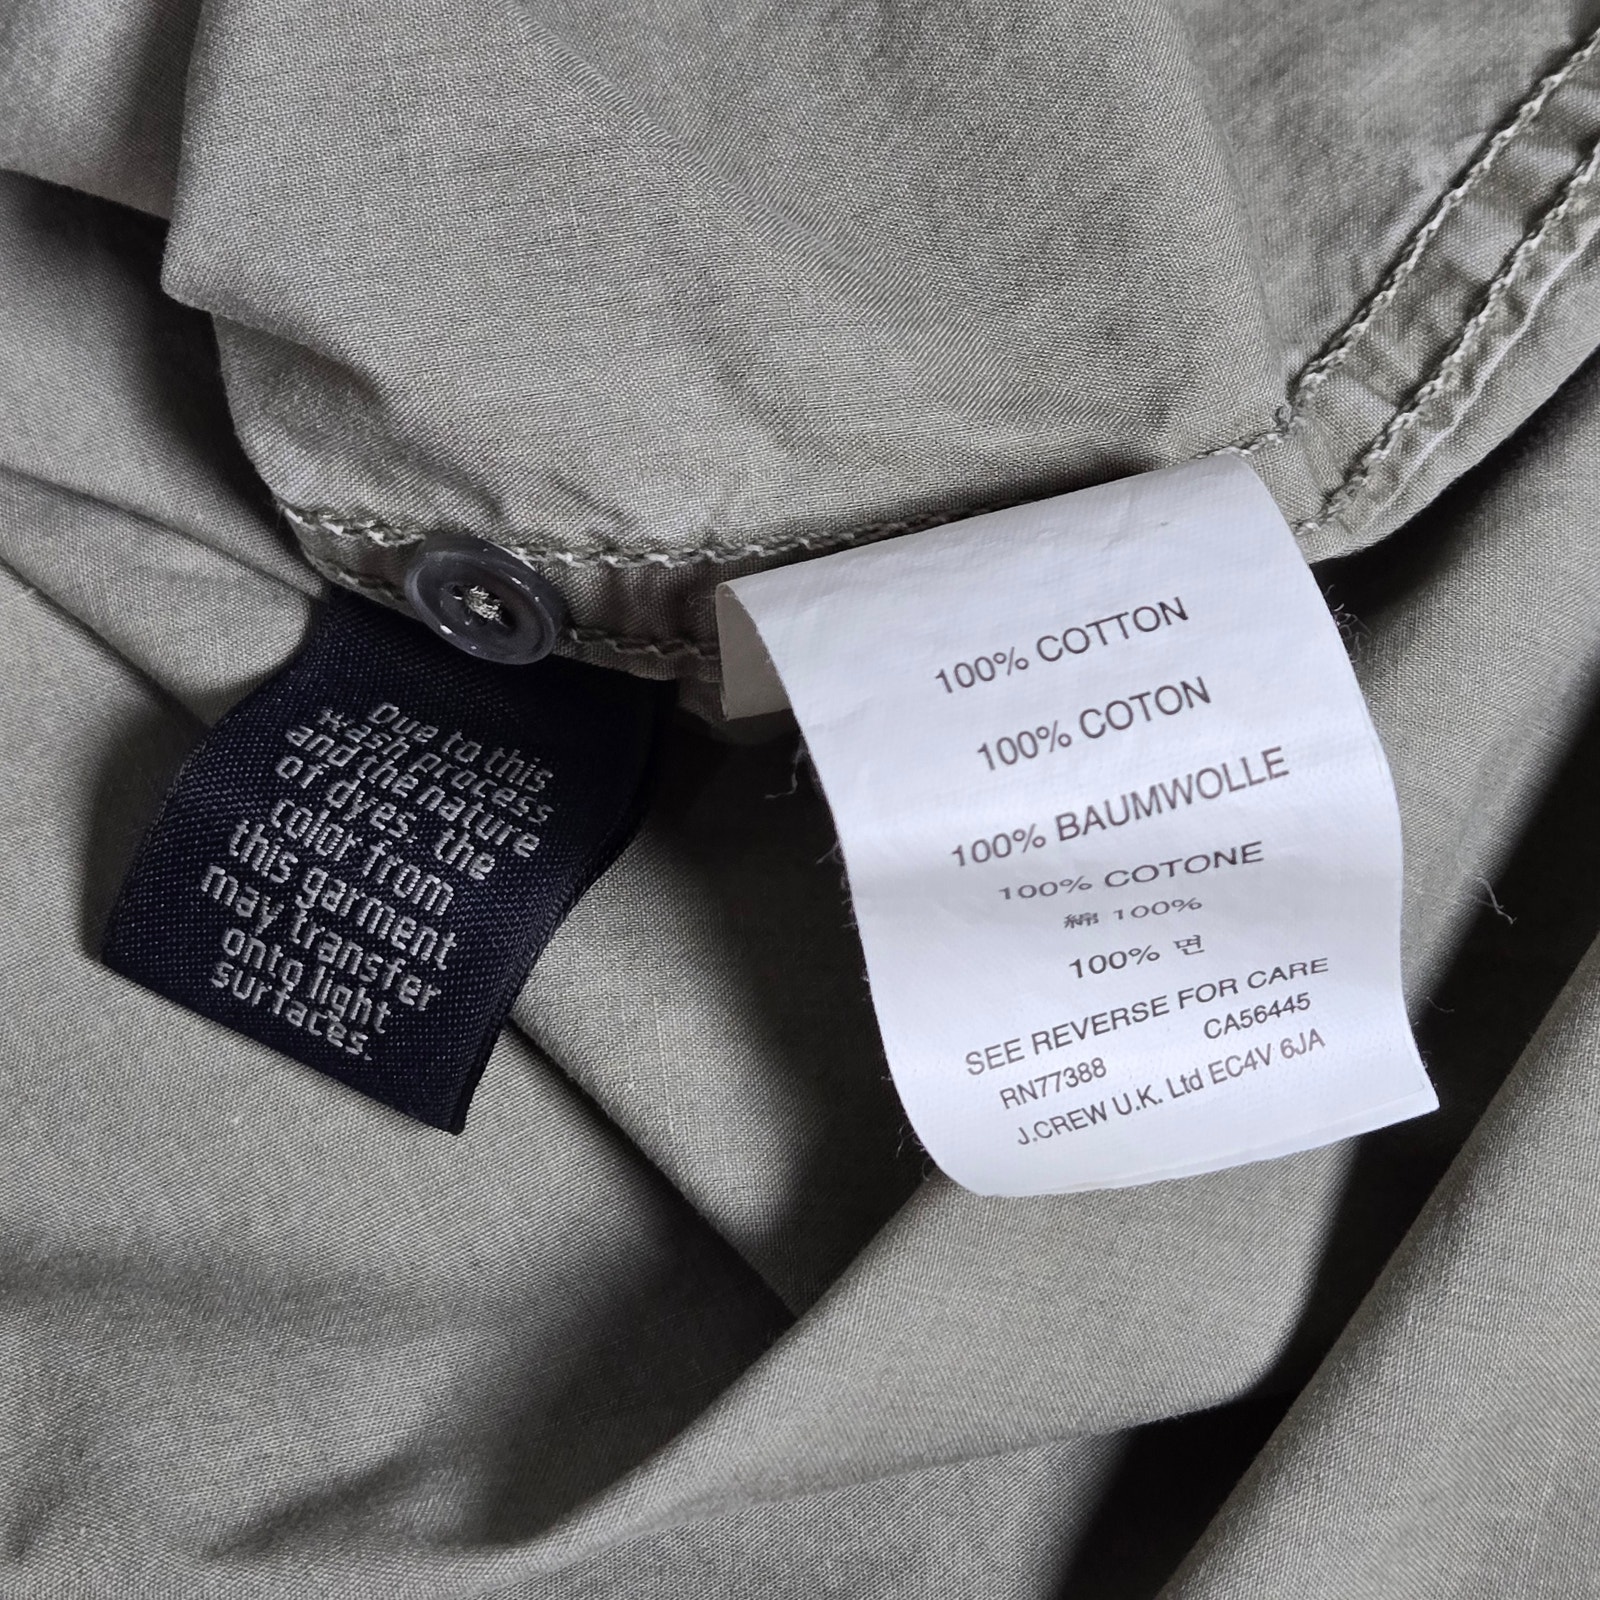 Due to this
wash process
and the nature
of dyes, the
color from
this garment
may transfer
onto light
surfaces.
100% COTTON
100% COTON
100% BAUMWOLLE
100% COTONE
綿 100%
100% 면
SEE REVERSE FOR CARE
RN77388 CA56445
J.CREW U.K. Ltd EC4V 6JA